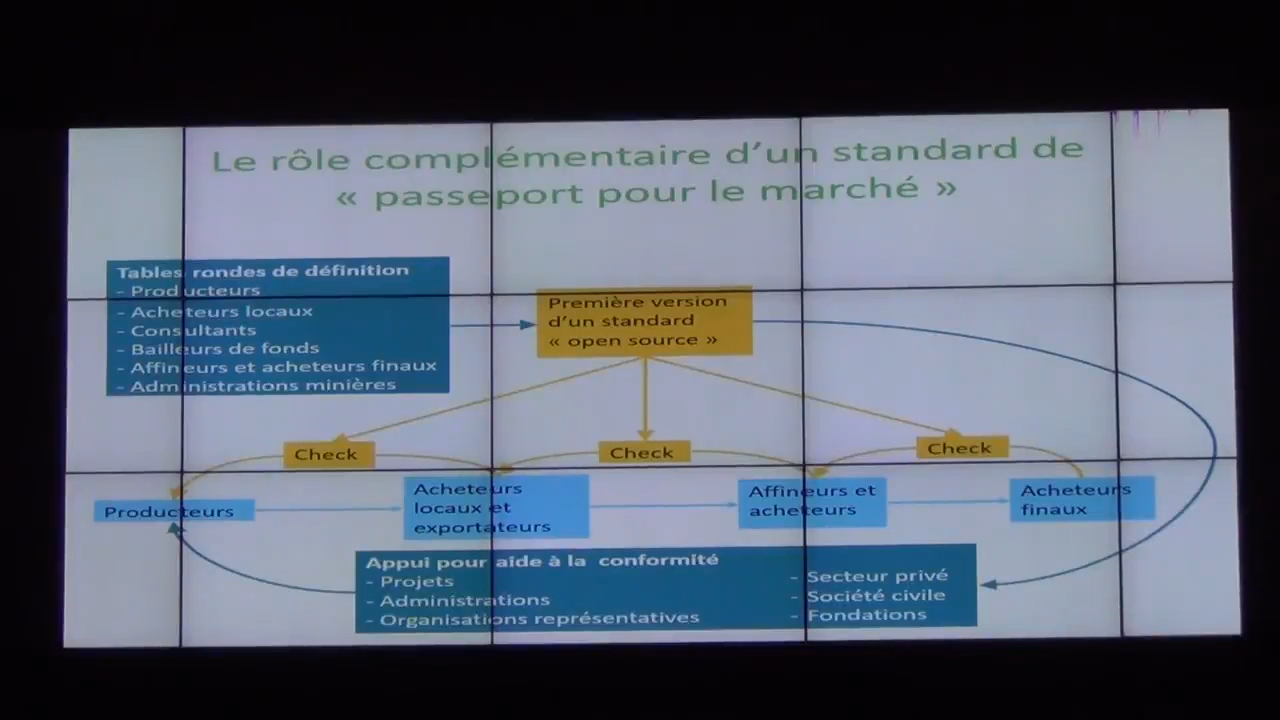 Le rôle complémentaire d’un standard de
« passeport pour le marché »
Tables rondes de définition
- Producteurs
- Acheteurs locaux
- Consultants
- Bailleurs de fonds
- Affineurs et acheteurs finaux
- Administrations minières
Première version
d’un standard
« open source »
Check
Check
Check
Producteurs
Acheteurs
locaux et
exportateurs
Affineurs et
acheteurs
Acheteurs
finaux
Appui pour aide à la conformité
- Projets
- Administrations
- Organisations représentatives
- Secteur privé
- Société civile
- Fondations